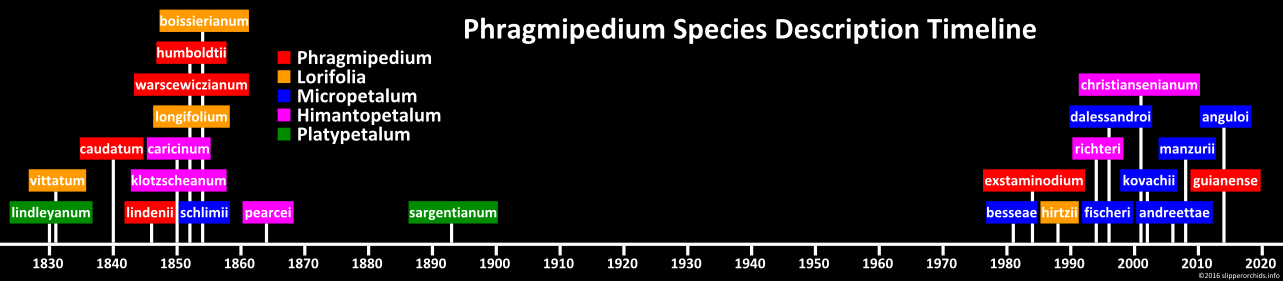 Phragmipedium Species Description Timeline
Phragmipedium
Lorifolia
Micropetalum
Himantopetalum
Platypetalum
boissierianum
humboldtii
warscewiczianum christiansenianum
longifolium dalessandroi anguloi
caudatum caricinum richteri manzurii
vittatum klotzscheanum exstaminodium kovachii guianense
lindleyanum lindenii schlimii pearcei sargentianum besseae hirtzii fischeri andreettae
1830 1840 1850 1860 1870 1880 1890 1900 1910 1920 1930 1940 1950 1960 1970 1980 1990 2000 2010 2020
©2016 slipperorchids.info